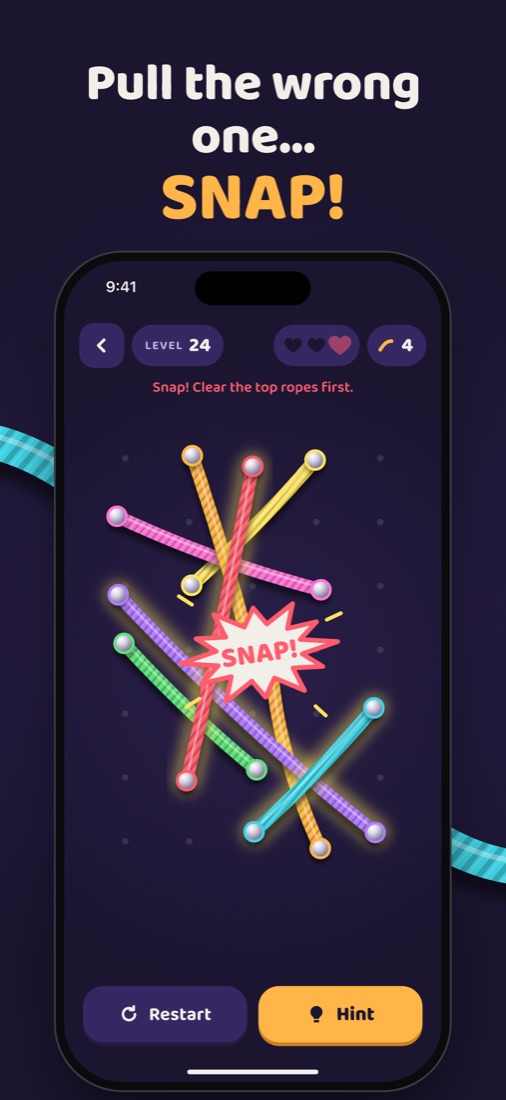 Pull the wrong
one...
SNAP!
9:41
LEVEL 24
4
Snap! Clear the top ropes first.
SNAP!
Restart
Hint